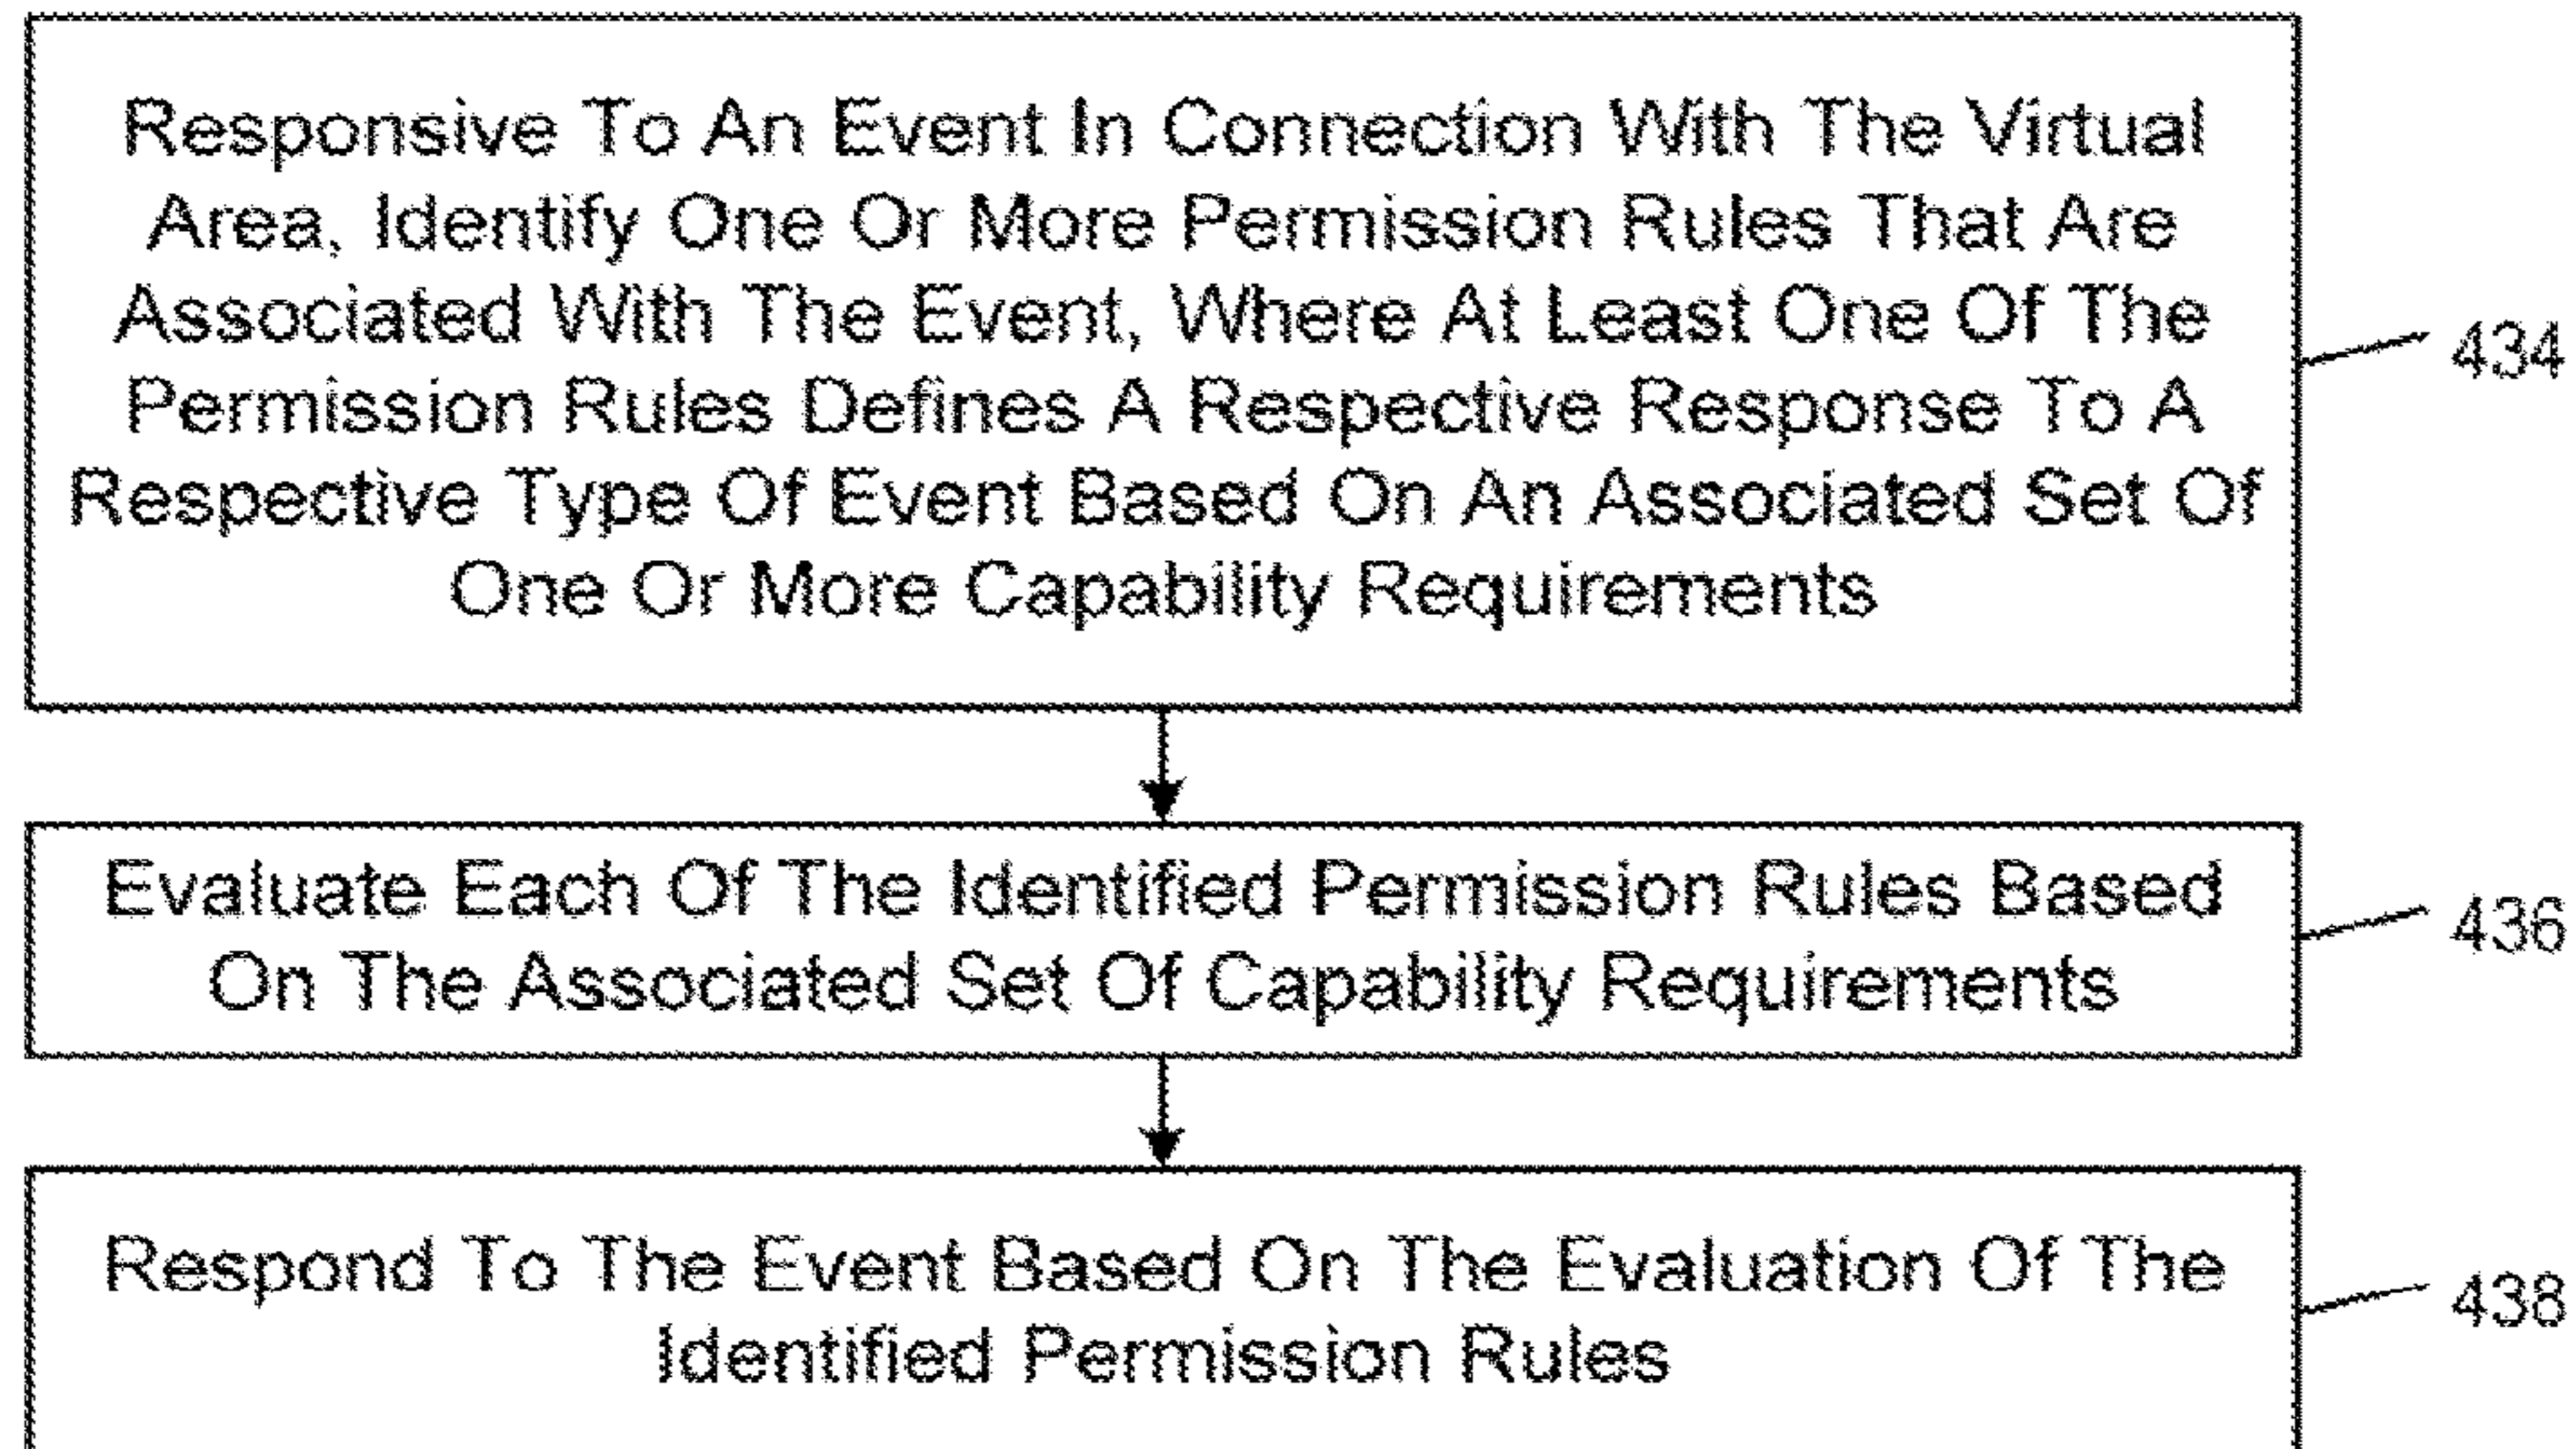 Responsive To An Event In Connection With The Virtual
Area, Identify One Or More Permission Rules That Are
Associated With The Event, Where At Least One Of The
Permission Rules Defines A Respective Response To A
Respective Type Of Event Based On An Associated Set Of
One Or More Capability Requirements
434
Evaluate Each Of The Identified Permission Rules Based
On The Associated Set Of Capability Requirements
436
Respond To The Event Based On The Evaluation Of The
Identified Permission Rules
438